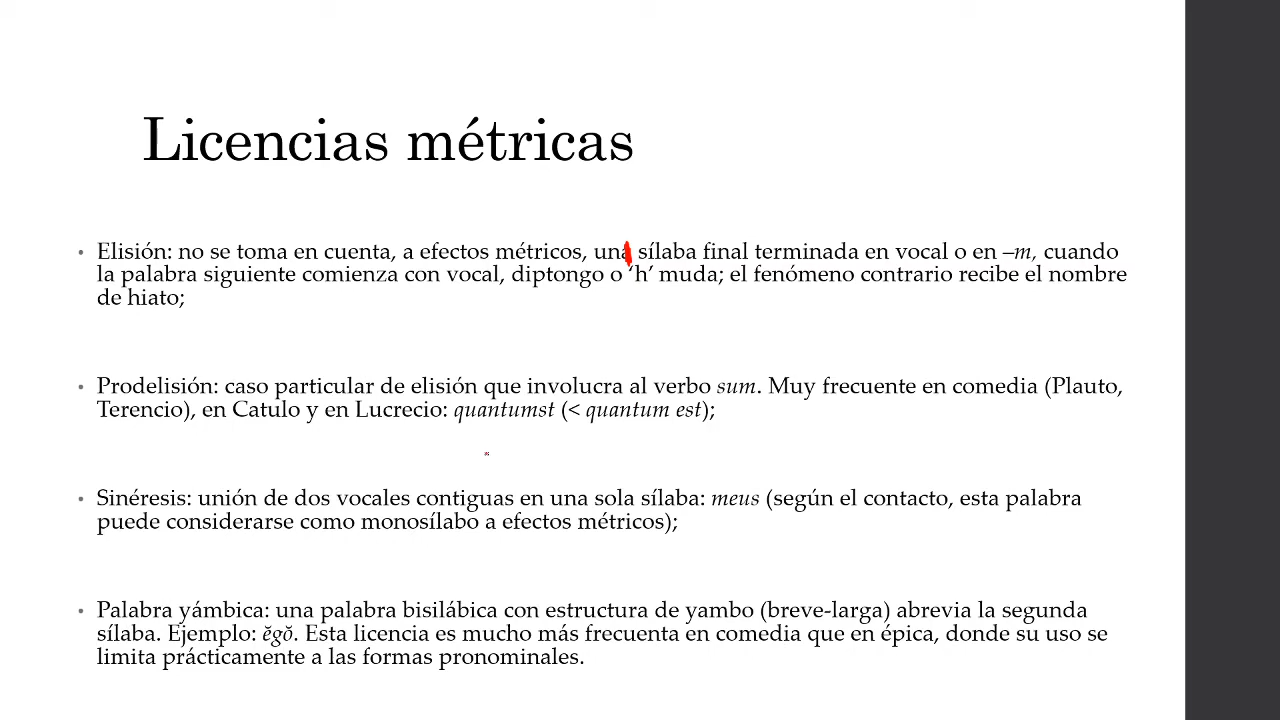 Licencias métricas
• Elisión: no se toma en cuenta, a efectos métricos, una sílaba final terminada en vocal o en –m, cuando
la palabra siguiente comienza con vocal, diptongo o ‘h’ muda; el fenómeno contrario recibe el nombre
de hiato;
• Prodelisión: caso particular de elisión que involucra al verbo sum. Muy frecuente en comedia (Plauto,
Terencio), en Catulo y en Lucrecio: quantumst (< quantum est);
• Sinéresis: unión de dos vocales contiguas en una sola sílaba: meus (según el contacto, esta palabra
puede considerarse como monosílabo a efectos métricos);
• Palabra yámbica: una palabra bisilábica con estructura de yambo (breve-larga) abrevia la segunda
sílaba. Ejemplo: ĕgŏ. Esta licencia es mucho más frecuenta en comedia que en épica, donde su uso se
limita prácticamente a las formas pronominales.